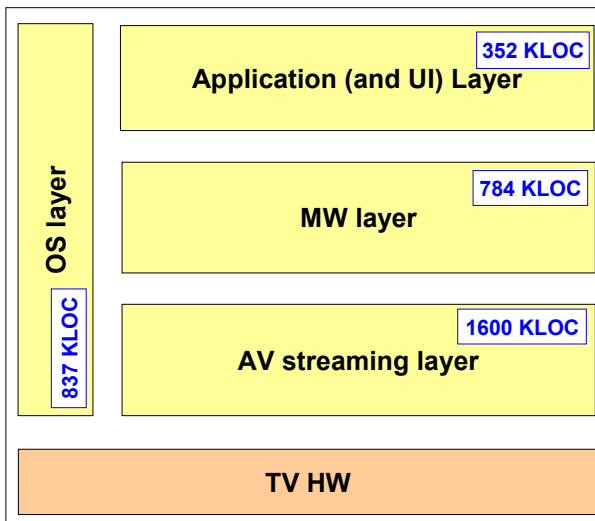 352 KLOC
Application (and UI) Layer
784 KLOC
MW layer
1600 KLOC
AV streaming layer
OS layer
837 KLOC
TV HW